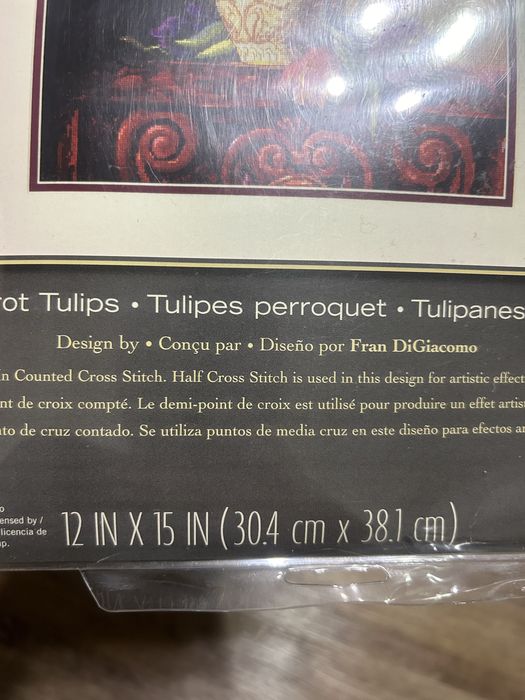 ot Tulips • Tulipes perroquet • Tulipanes
Design by • Conçu par • Diseño por Fran DiGiacomo
n Counted Cross Stitch. Half Cross Stitch is used in this design for artistic effect
nt de croix compté. Le demi-point de croix est utilisé pour produire un effet artis
to de cruz contado. Se utiliza puntos de media cruz en este diseño para efectos ar
o
ensed by /
licencia de
p.
12 IN X 15 IN (30.4 cm x 38.1 cm)